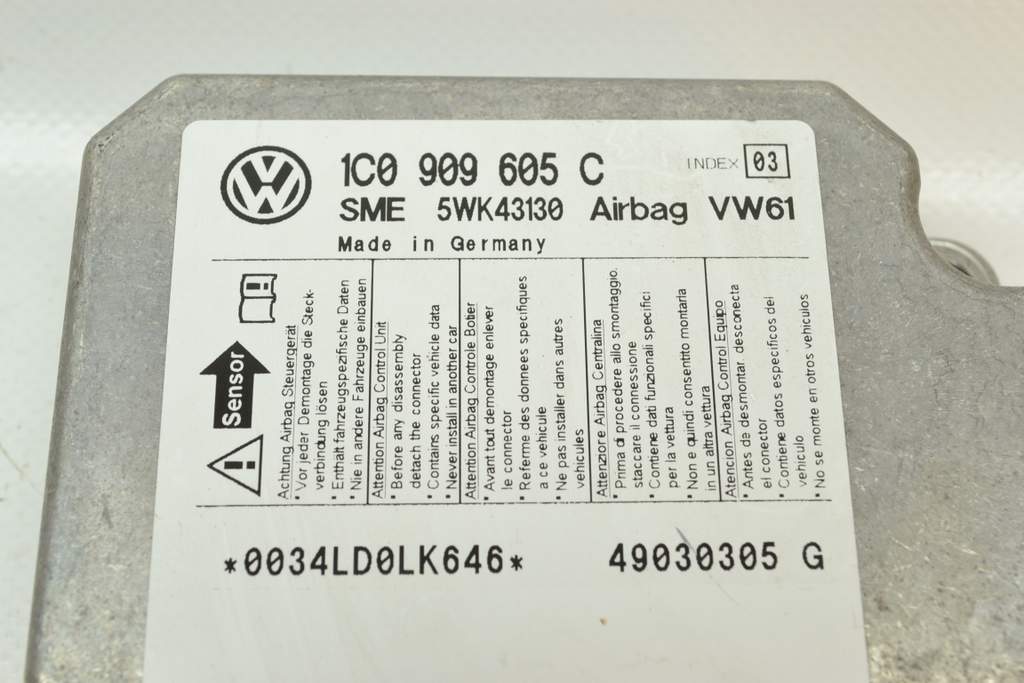 1C0 909 605 C
INDEX 03
SME 5WK43130 Airbag VW61
Made in Germany
Sensor
Achtung Airbag Steuergerät
* Vor jeder Demontage die Steck-
verbindung lösen
* Enthält fahrzeugspezifische Daten
* Nie in andere Fahrzeuge einbauen
Attention Airbag Control Unit
* Before any disassembly
detach the connector
* Contains specific vehicle data
* Never install in another car
Attention Airbag Controle Botier
* Avant tout demontage enlever
le connector
* Referme des donnees specifiques
a ce vehicule
* Ne pas installer dans autres
vehicules
Attenzione Airbag Centralina
* Prima di procedere allo smontaggio.
staccare il connessione
* Contiene dati funzionali specifici
per la vettura
* Non e quindi consentito montarla
in un altra vettura
Atencion Airbag Control Equipo
* Antes de desmontar. desconecta
el conector
* Contiene datos especificos del
vehiculo
* No se monte en otros vehiculos
*0034LD0LK646*
49030305 G